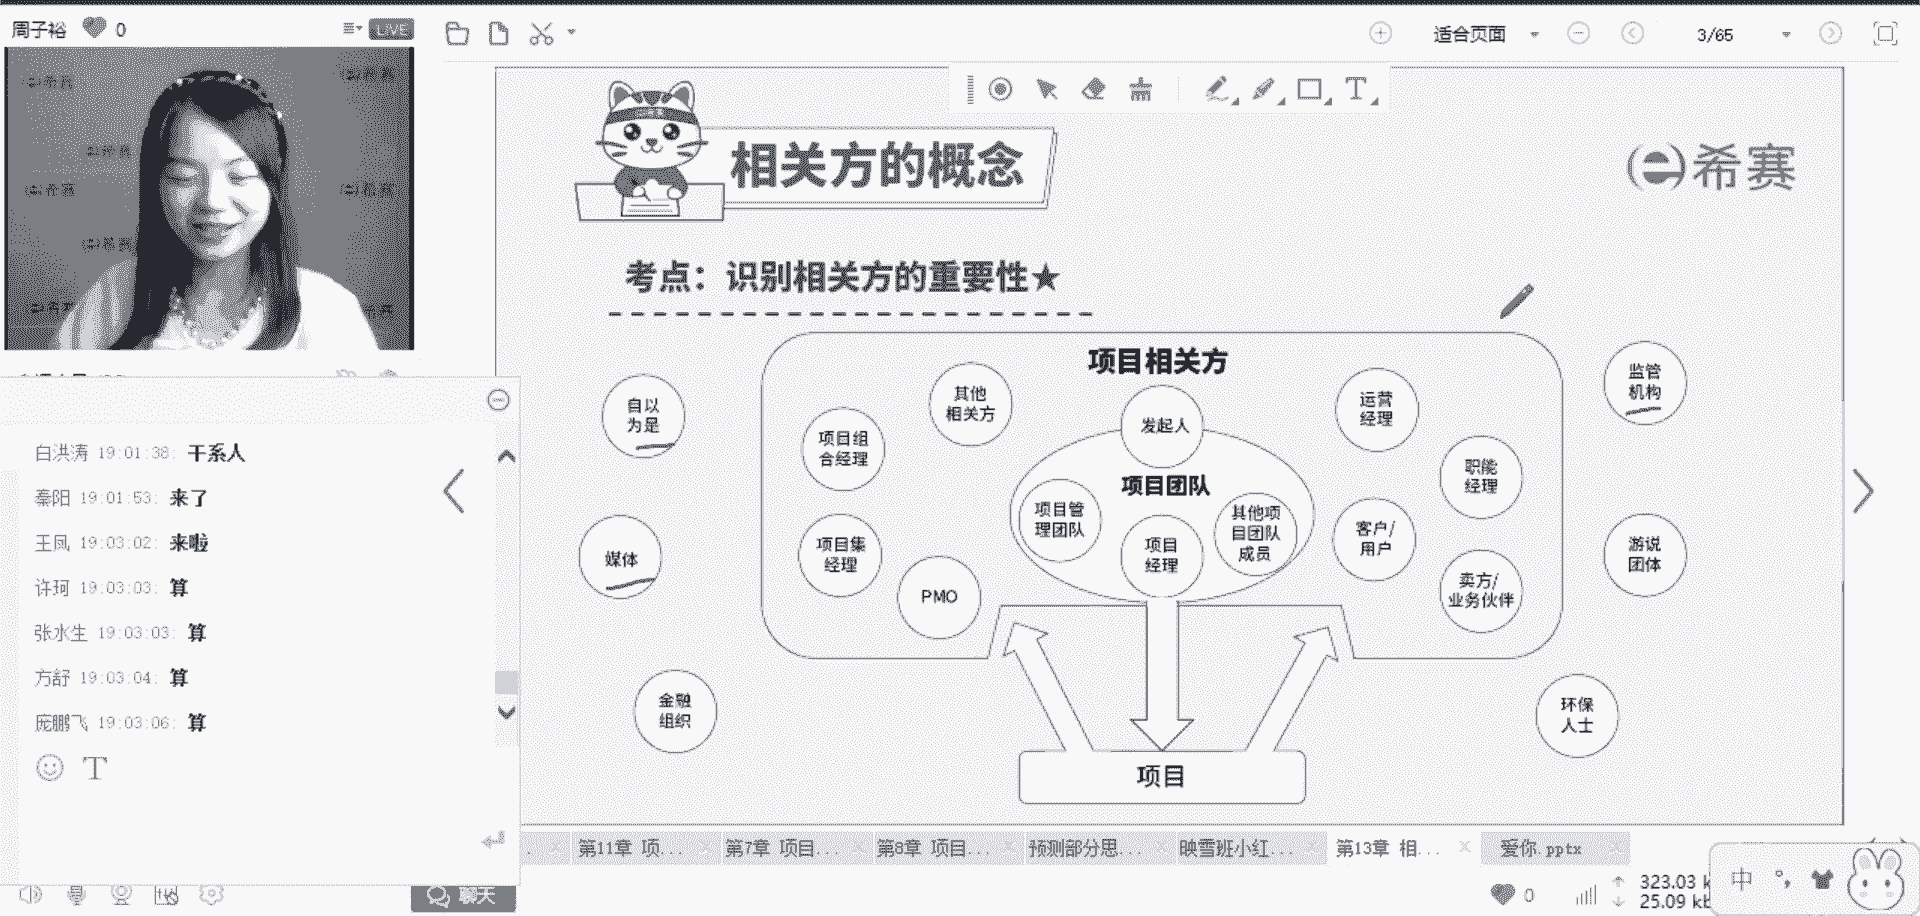 周子裕 0
LIVE
适合页面
3/65
相关方的概念
希赛
考点：识别相关方的重要性★
项目相关方
自以
为是
媒体
金融
组织
项目组
合经理
其他
相关方
项目集
经理
PMO
发起人
项目团队
项目管
理团队
项目
经理
其他项
目团队
成员
运营
经理
职能
经理
客户/
用户
卖方/
业务伙伴
监管
机构
游说
团体
环保
人士
项目
白洪涛 19:01:38: 干系人
秦阳 19:01:53: 来了
王凤 19:03:02: 来啦
许珂 19:03:03: 算
张水生 19:03:03: 算
方舒 19:03:04: 算
庞鹏飞 19:03:06: 算
T
聊天
第11章 项...
第7章 项目...
第8章 项目...
预测部分思...
映雪班小红...
第13章 相...
爱你.pptx
0
323.03 k
25.09 kb
中